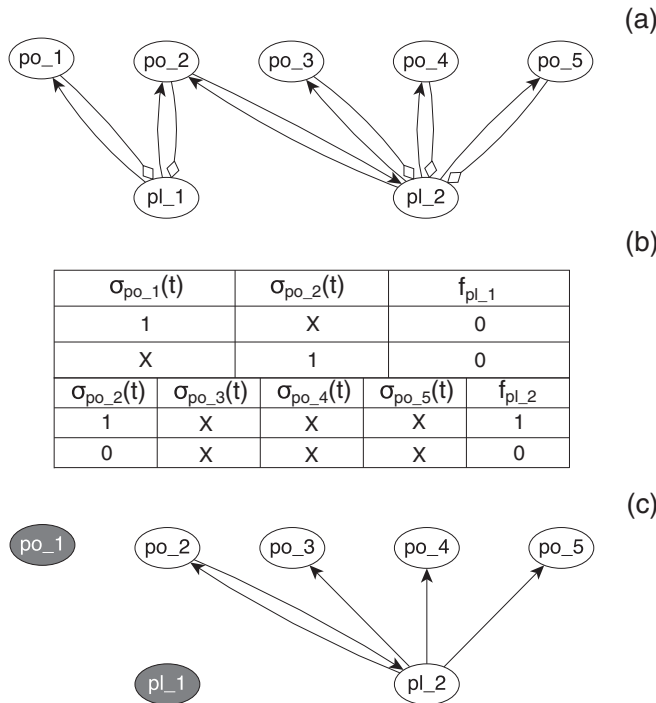 (a)
po_1 po_2 po_3 po_4 po_5
pl_1 pl_2
(b)
σpo_1(t) σpo_2(t) fpl_1
1 X 0
X 1 0
σpo_2(t) σpo_3(t) σpo_4(t) σpo_5(t) fpl_2
1 X X X 1
0 X X X 0
(c)
po_1 po_2 po_3 po_4 po_5
pl_1 pl_2